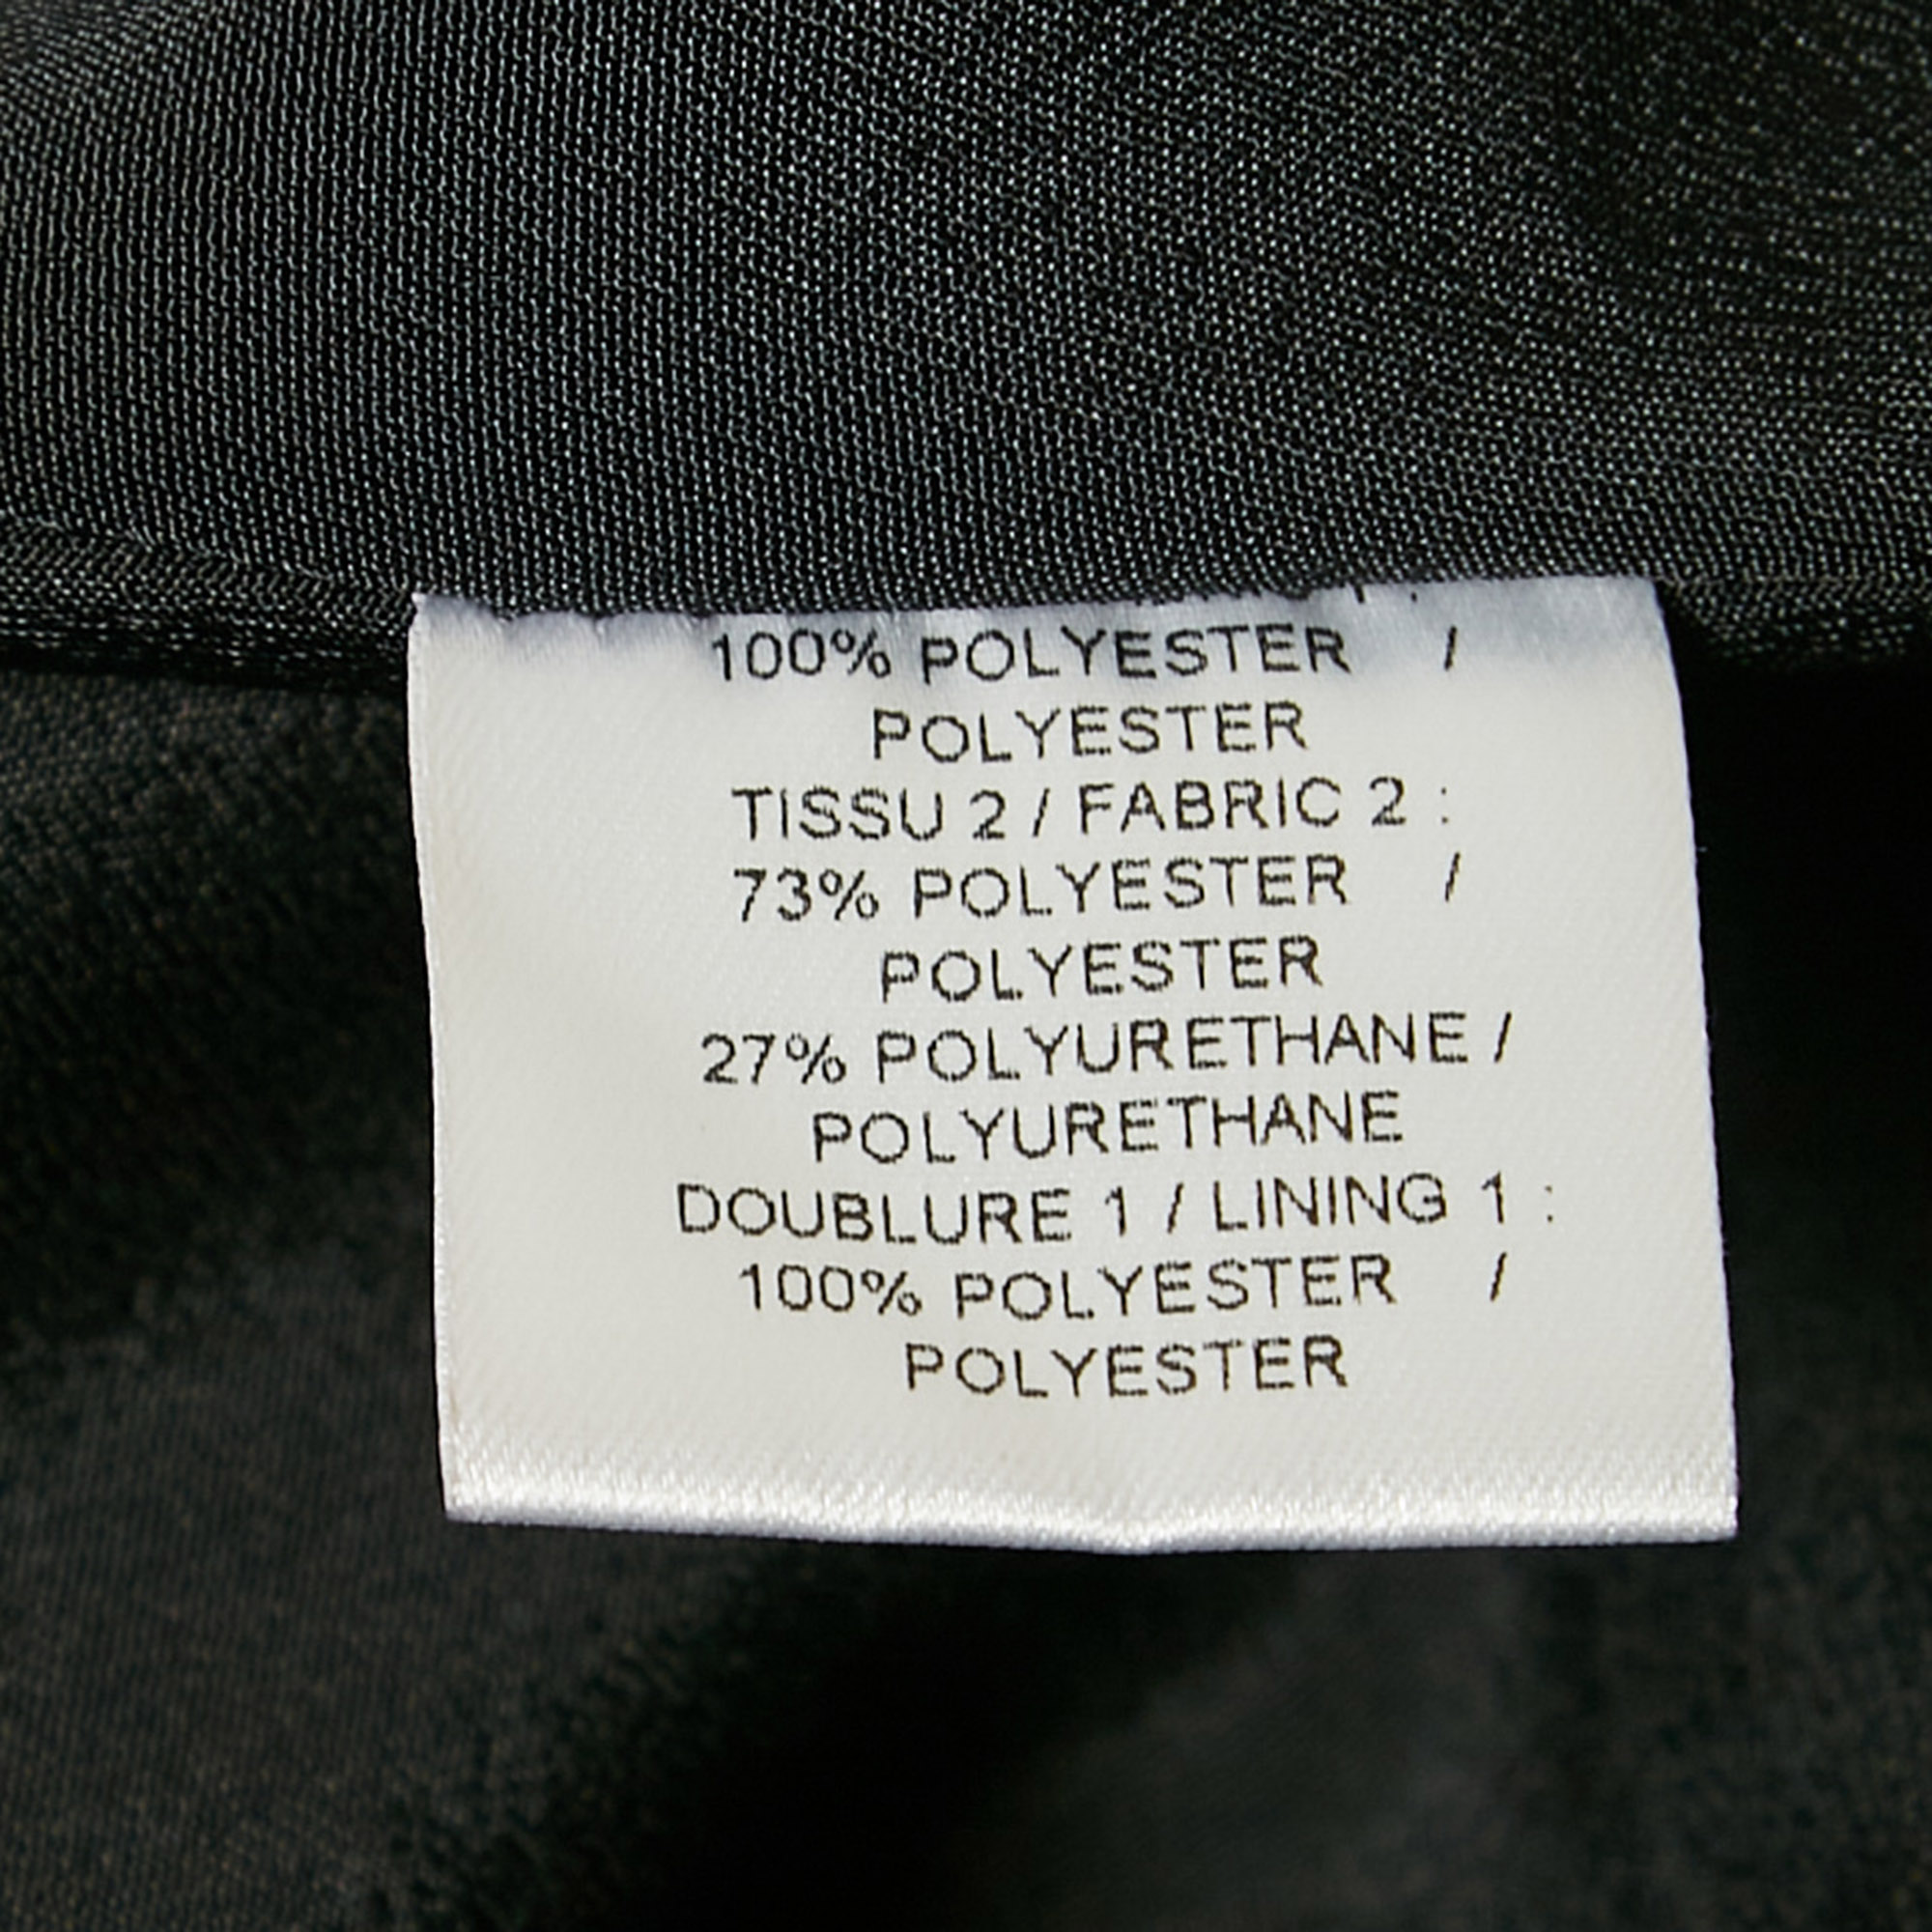 100% POLYESTER /
POLYESTER
TISSU 2 / FABRIC 2 :
73% POLYESTER /
POLYESTER
27% POLYURETHANE /
POLYURETHANE
DOUBLURE 1 / LINING 1 :
100% POLYESTER /
POLYESTER